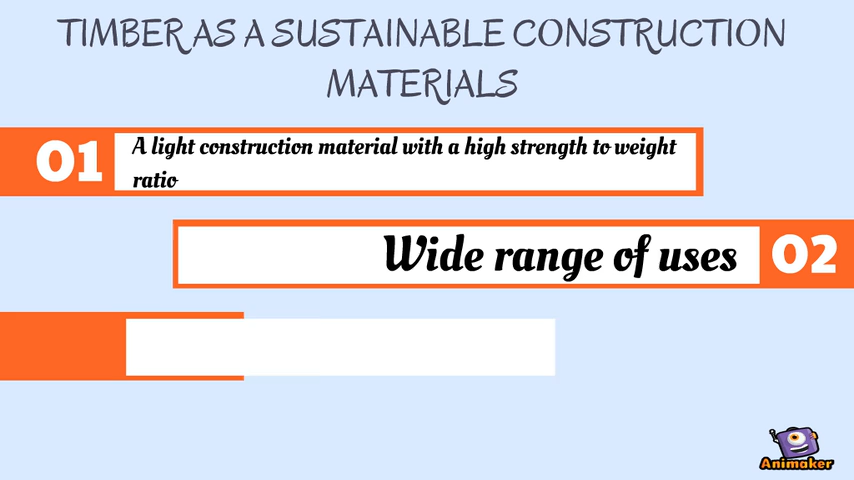 TIMBER AS A SUSTAINABLE CONSTRUCTION
MATERIALS
01
A light construction material with a high strength to weight
ratio
Wide range of uses
02
Animaker